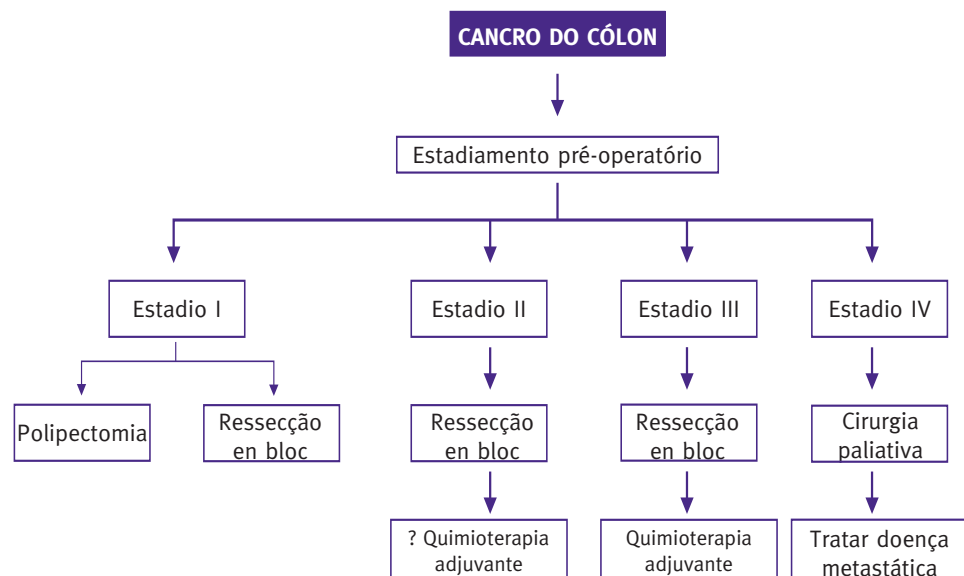 CANCRO DO CÓLON
Estadiamento pré-operatório
Estadio I
Estadio II
Estadio III
Estadio IV
Polipectomia
Ressecção
en bloc
Ressecção
en bloc
Ressecção
en bloc
Cirurgia
paliativa
? Quimioterapia
adjuvante
Quimioterapia
adjuvante
Tratar doença
metastática